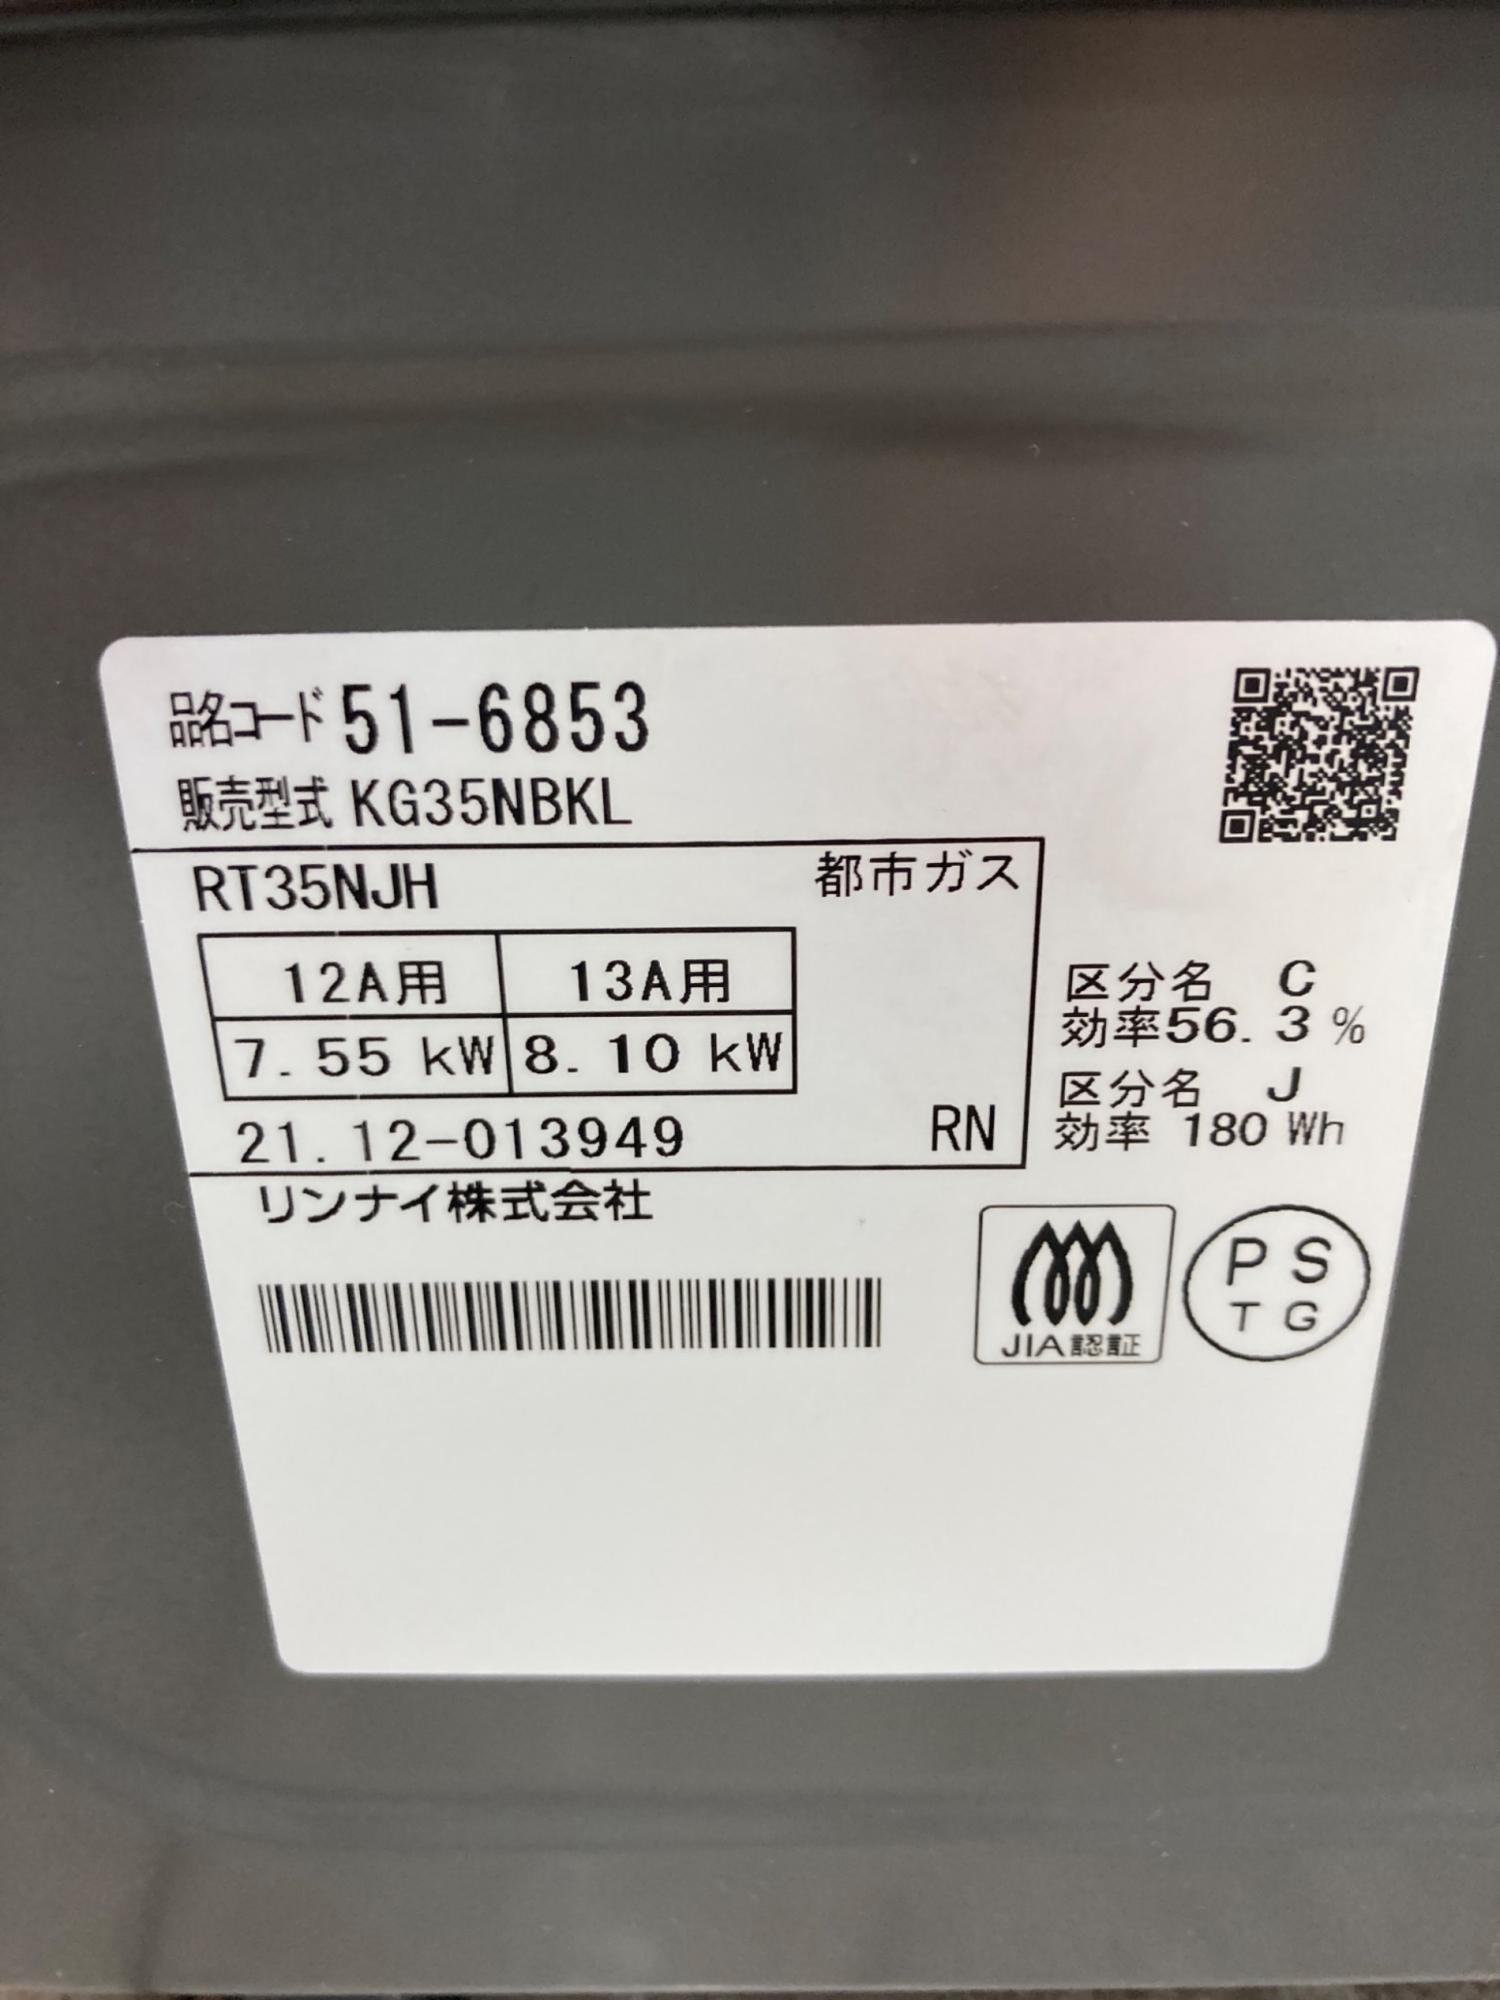 品名コード 51-6853
販売型式 KG35NBKL
RT35NJH 都市ガス
12A用 13A用
7.55 kW 8.10 kW
21.12-013949 RN
リンナイ株式会社
区分名 C
効率56.3 %
区分名 J
効率 180 Wh
JIA認証
PS
TG